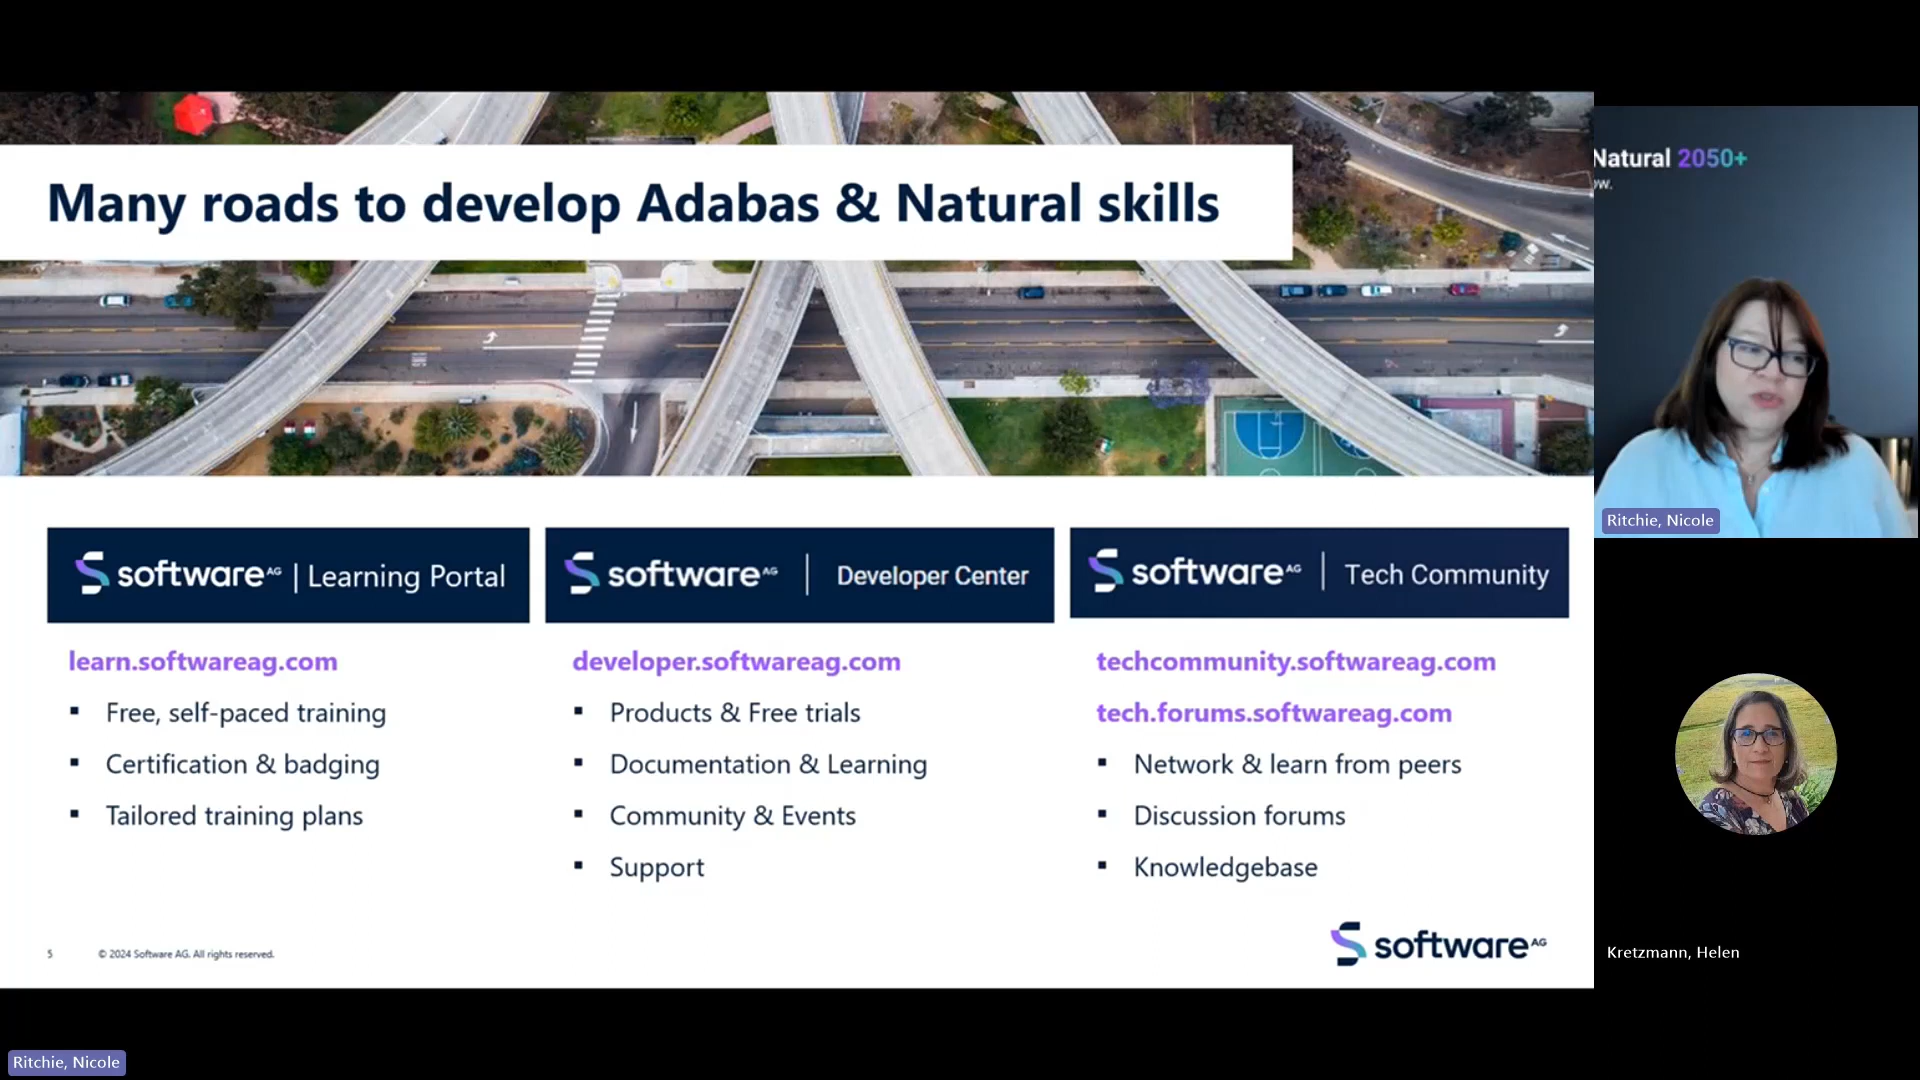 Many roads to develop Adabas & Natural skills
Natural 2050+
ow.
Ritchie, Nicole
software AG | Learning Portal
software AG | Developer Center
software AG | Tech Community
learn.softwareag.com
▪ Free, self-paced training
▪ Certification & badging
▪ Tailored training plans
developer.softwareag.com
▪ Products & Free trials
▪ Documentation & Learning
▪ Community & Events
▪ Support
techcommunity.softwareag.com
tech.forums.softwareag.com
▪ Network & learn from peers
▪ Discussion forums
▪ Knowledgebase
5
© 2024 Software AG. All rights reserved.
software AG
Kretzmann, Helen
Ritchie, Nicole